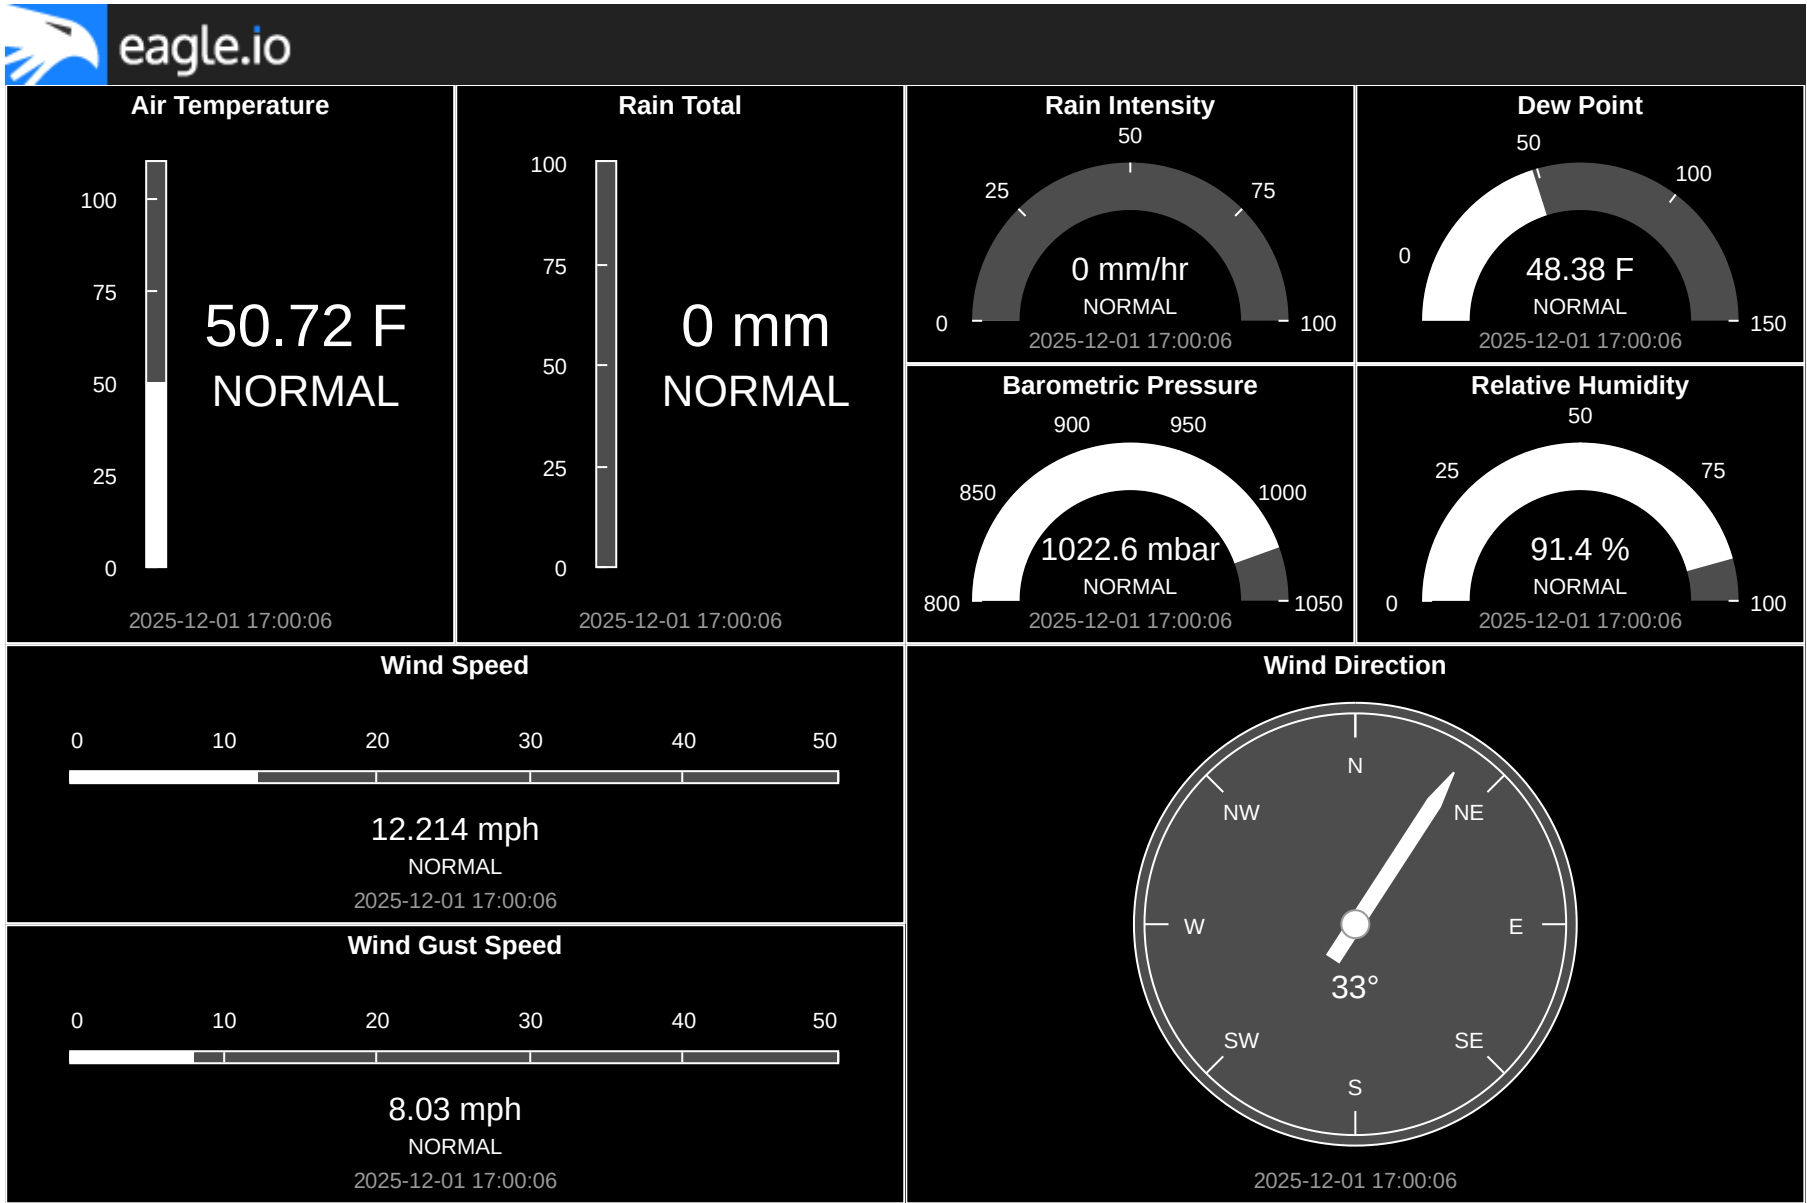 eagle.io
Air Temperature
100
75
50
25
0
50.72 F
NORMAL
2025-12-01 17:00:06
Rain Total
100
75
50
25
0
0 mm
NORMAL
2025-12-01 17:00:06
Rain Intensity
50
25
75
0
100
0 mm/hr
NORMAL
2025-12-01 17:00:06
Dew Point
50
100
0
150
48.38 F
NORMAL
2025-12-01 17:00:06
Barometric Pressure
900 950
850 1000
800 1050
1022.6 mbar
NORMAL
2025-12-01 17:00:06
Relative Humidity
50
25 75
0 100
91.4 %
NORMAL
2025-12-01 17:00:06
Wind Speed
0 10 20 30 40 50
12.214 mph
NORMAL
2025-12-01 17:00:06
Wind Gust Speed
0 10 20 30 40 50
8.03 mph
NORMAL
2025-12-01 17:00:06
Wind Direction
N
NW NE
W E
33°
SW SE
S
2025-12-01 17:00:06